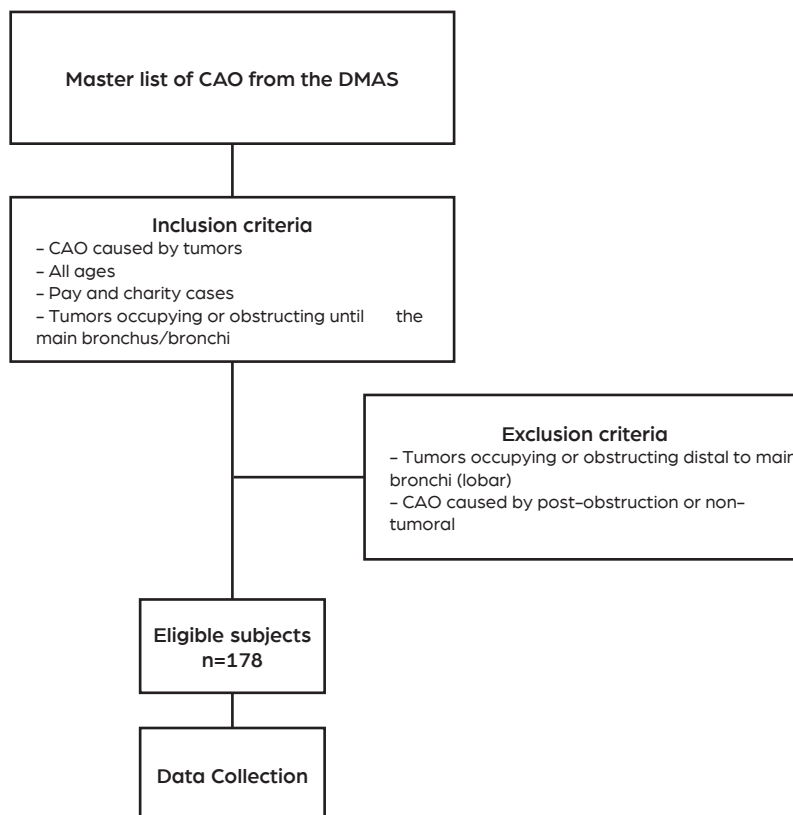 Master list of CAO from the DMAS
Inclusion criteria
- CAO caused by tumors
- All ages
- Pay and charity cases
- Tumors occupying or obstructing until the
main bronchus/bronchi
Exclusion criteria
- Tumors occupying or obstructing distal to main
bronchi (lobar)
- CAO caused by post-obstruction or non-
tumoral
Eligible subjects
n=178
Data Collection